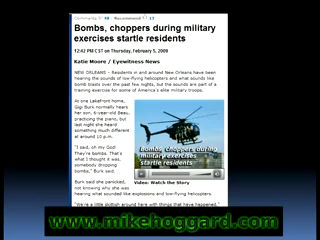 Comments 0 | Recommend 0
Bombs, choppers during military
exercises startle residents
12:42 PM CST on Thursday, February 5, 2009
Katie Moore / Eyewitness News
NEW ORLEANS – Residents in and around New Orleans have been
hearing the sounds of low-flying helicopters and what sounds like
bomb blasts over the past few nights, but the sounds are part of a
training exercise for some of America's elite military troops.
At one Lakefront home,
Gigi Burk normally hears
her son, 6-year-old Beau,
practicing the piano, but
last night she heard
something much different
at around 10 p.m.
"I said, oh my God
They're bombs. That's
what I thought it was,
somebody dropping
bombs," Burk said.
Burk said she panicked,
not knowing why she was
hearing what sounded like explosions and low-flying helicopters.
"We're a little skittish around here with things that have happened.
Bombs, choppers during
military exercises
startle residents
Video: Watch the Story
www.mikehoggard.com